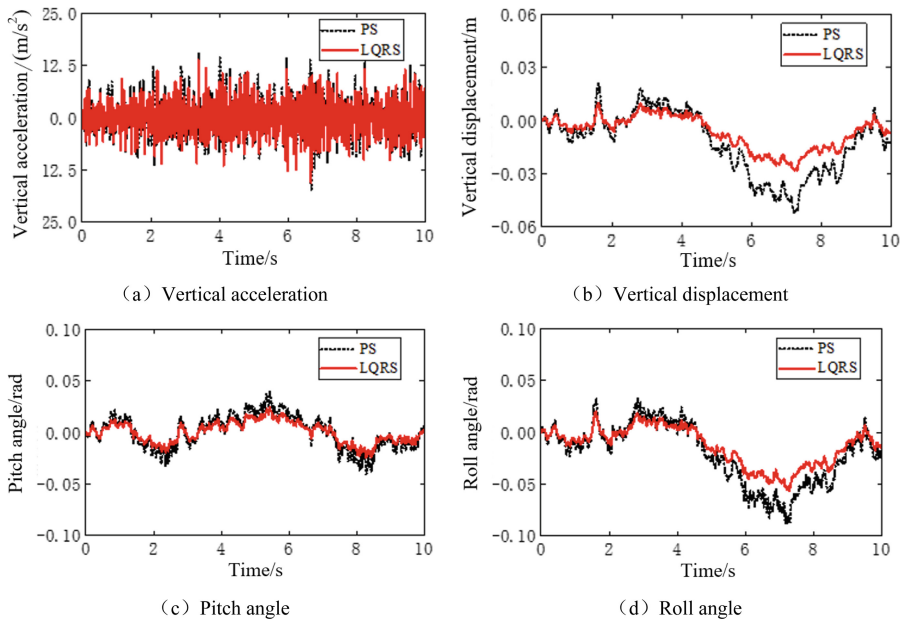 25.0
12.5
0.0
12.5
25.0
Vertical acceleration/(m/s²)
PS
LQRS
0 2 4 6 8 10
Time/s
(a) Vertical acceleration
0.06
0.03
0.00
-0.03
-0.06
Vertical displacement/m
PS
LQRS
0 2 4 6 8 10
Time/s
(b) Vertical displacement
0.10
0.05
0.00
-0.05
-0.10
Pitch angle/rad
PS
LQRS
0 2 4 6 8 10
Time/s
(c) Pitch angle
0.10
0.05
0.00
-0.05
-0.10
Roll angle/rad
PS
LQRS
0 2 4 6 8 10
Time/s
(d) Roll angle